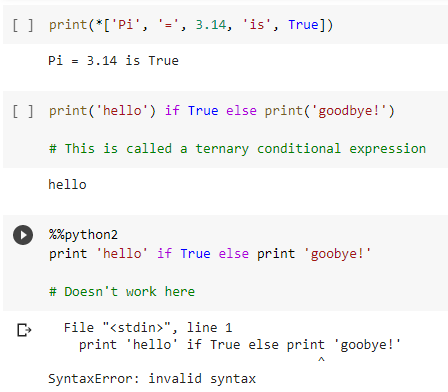 [ ] print(*['Pi', '=', 3.14, 'is', True])
Pi = 3.14 is True
[ ] print('hello') if True else print('goodbye!')
# This is called a ternary conditional expression
hello
%%python2
print 'hello' if True else print 'goobye!'
# Doesn't work here
File "<stdin>", line 1
print 'hello' if True else print 'goobye!'
^
SyntaxError: invalid syntax